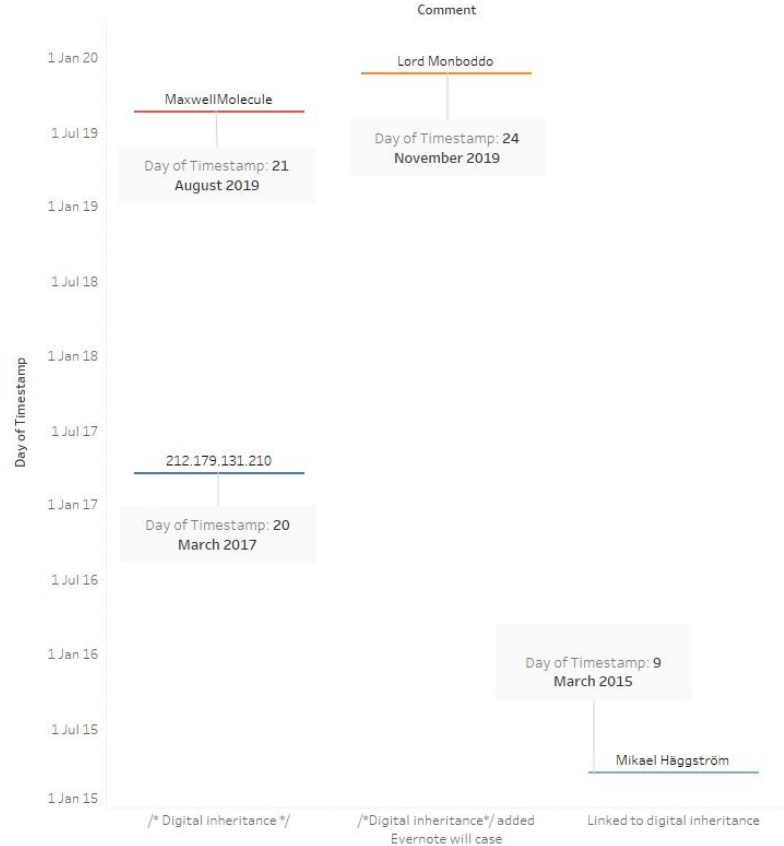 Comment
1 Jan 20
Lord Monboddo
MaxwellMolecule
1 Jul 19
Day of Timestamp: 24
November 2019
Day of Timestamp: 21
August 2019
1 Jan 19
1 Jul 18
1 Jan 18
Day of Timestamp
1 Jul 17
212.179.131.210
1 Jan 17
Day of Timestamp: 20
March 2017
1 Jul 16
1 Jan 16
Day of Timestamp: 9
March 2015
1 Jul 15
Mikael Häggström
1 Jan 15
/* Digital inheritance */
/*Digital inheritance*/ added
Evernote will case
Linked to digital inheritance